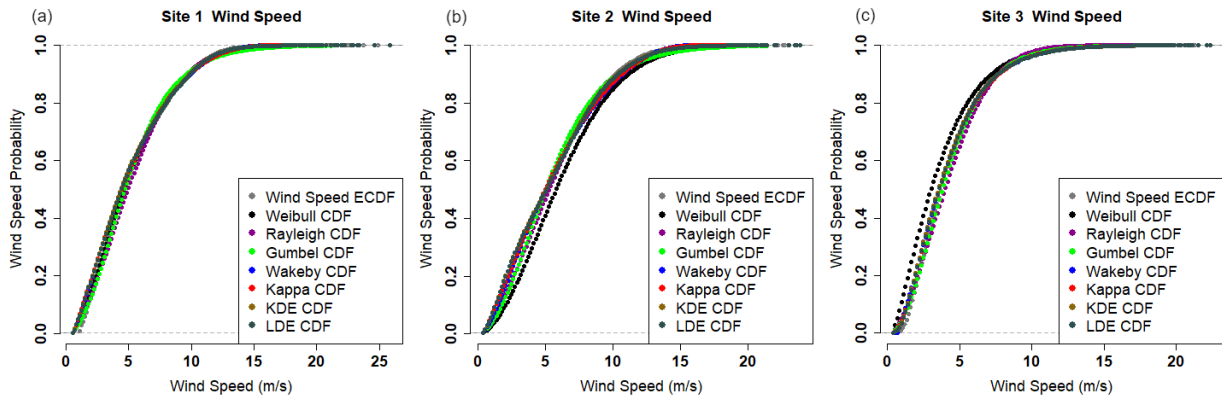 (a)
Site 1 Wind Speed
Wind Speed Probability
1.0
0.8
0.6
0.4
0.2
0.0
Wind Speed ECDF
Weibull CDF
Rayleigh CDF
Gumbel CDF
Wakeby CDF
Kappa CDF
KDE CDF
LDE CDF
0 5 10 15 20 25
Wind Speed (m/s)
(b)
Site 2 Wind Speed
Wind Speed Probability
1.0
0.8
0.6
0.4
0.2
0.0
Wind Speed ECDF
Weibull CDF
Rayleigh CDF
Gumbel CDF
Wakeby CDF
Kappa CDF
KDE CDF
LDE CDF
0 5 10 15 20
Wind Speed (m/s)
(c)
Site 3 Wind Speed
Wind Speed Probability
1.0
0.8
0.6
0.4
0.2
0.0
Wind Speed ECDF
Weibull CDF
Rayleigh CDF
Gumbel CDF
Wakeby CDF
Kappa CDF
KDE CDF
LDE CDF
0 5 10 15 20
Wind Speed (m/s)